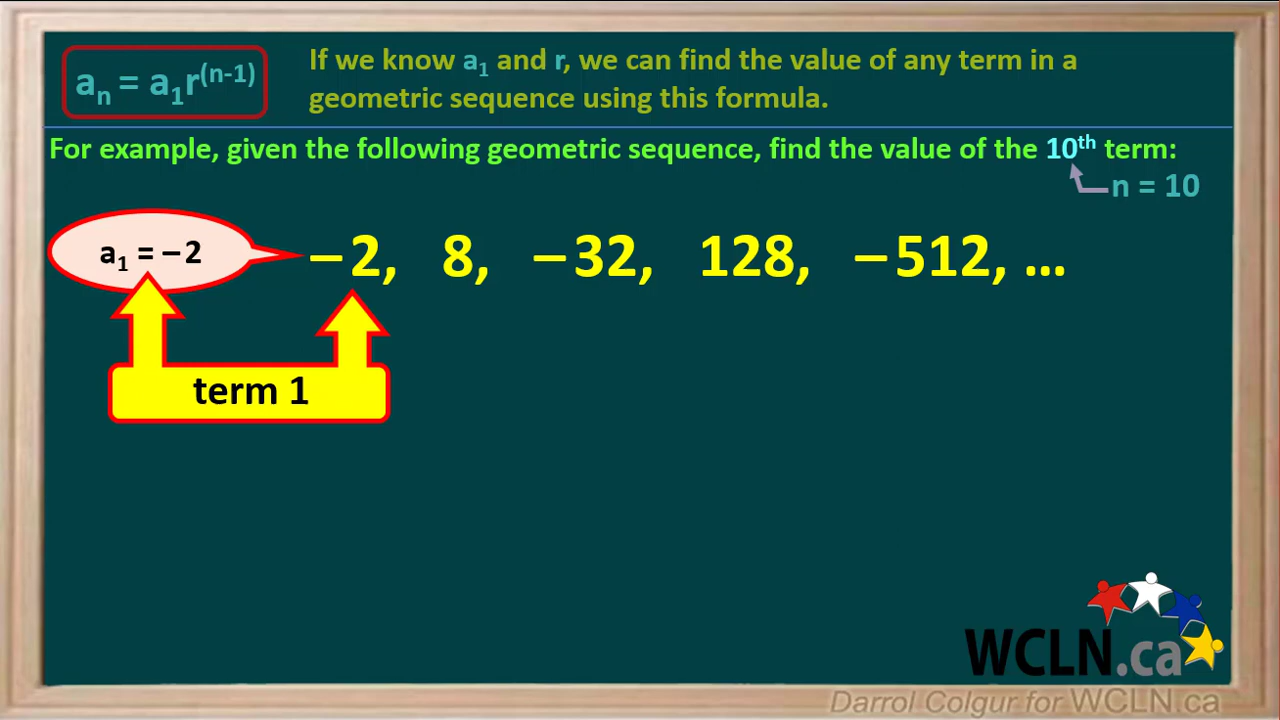 aₙ = a₁r⁽ⁿ⁻¹⁾
If we know a₁ and r, we can find the value of any term in a
geometric sequence using this formula.
For example, given the following geometric sequence, find the value of the 10ᵗʰ term:
n = 10
a₁ = –2
–2, 8, –32, 128, –512, ...
term 1
WCLN.ca
Darrol Colgur for WCLN.ca